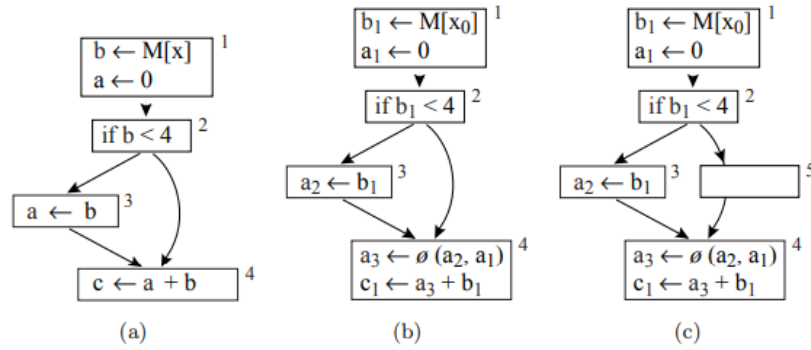 b ← M[x]
a ← 0
1
if b < 4
2
a ← b
3
c ← a + b
4
(a)
b₁ ← M[x₀]
a₁ ← 0
1
if b₁ < 4
2
a₂ ← b₁
3
a₃ ← ø (a₂, a₁)
c₁ ← a₃ + b₁
4
(b)
b₁ ← M[x₀]
a₁ ← 0
1
if b₁ < 4
2
a₂ ← b₁
3
5
a₃ ← ø (a₂, a₁)
c₁ ← a₃ + b₁
4
(c)